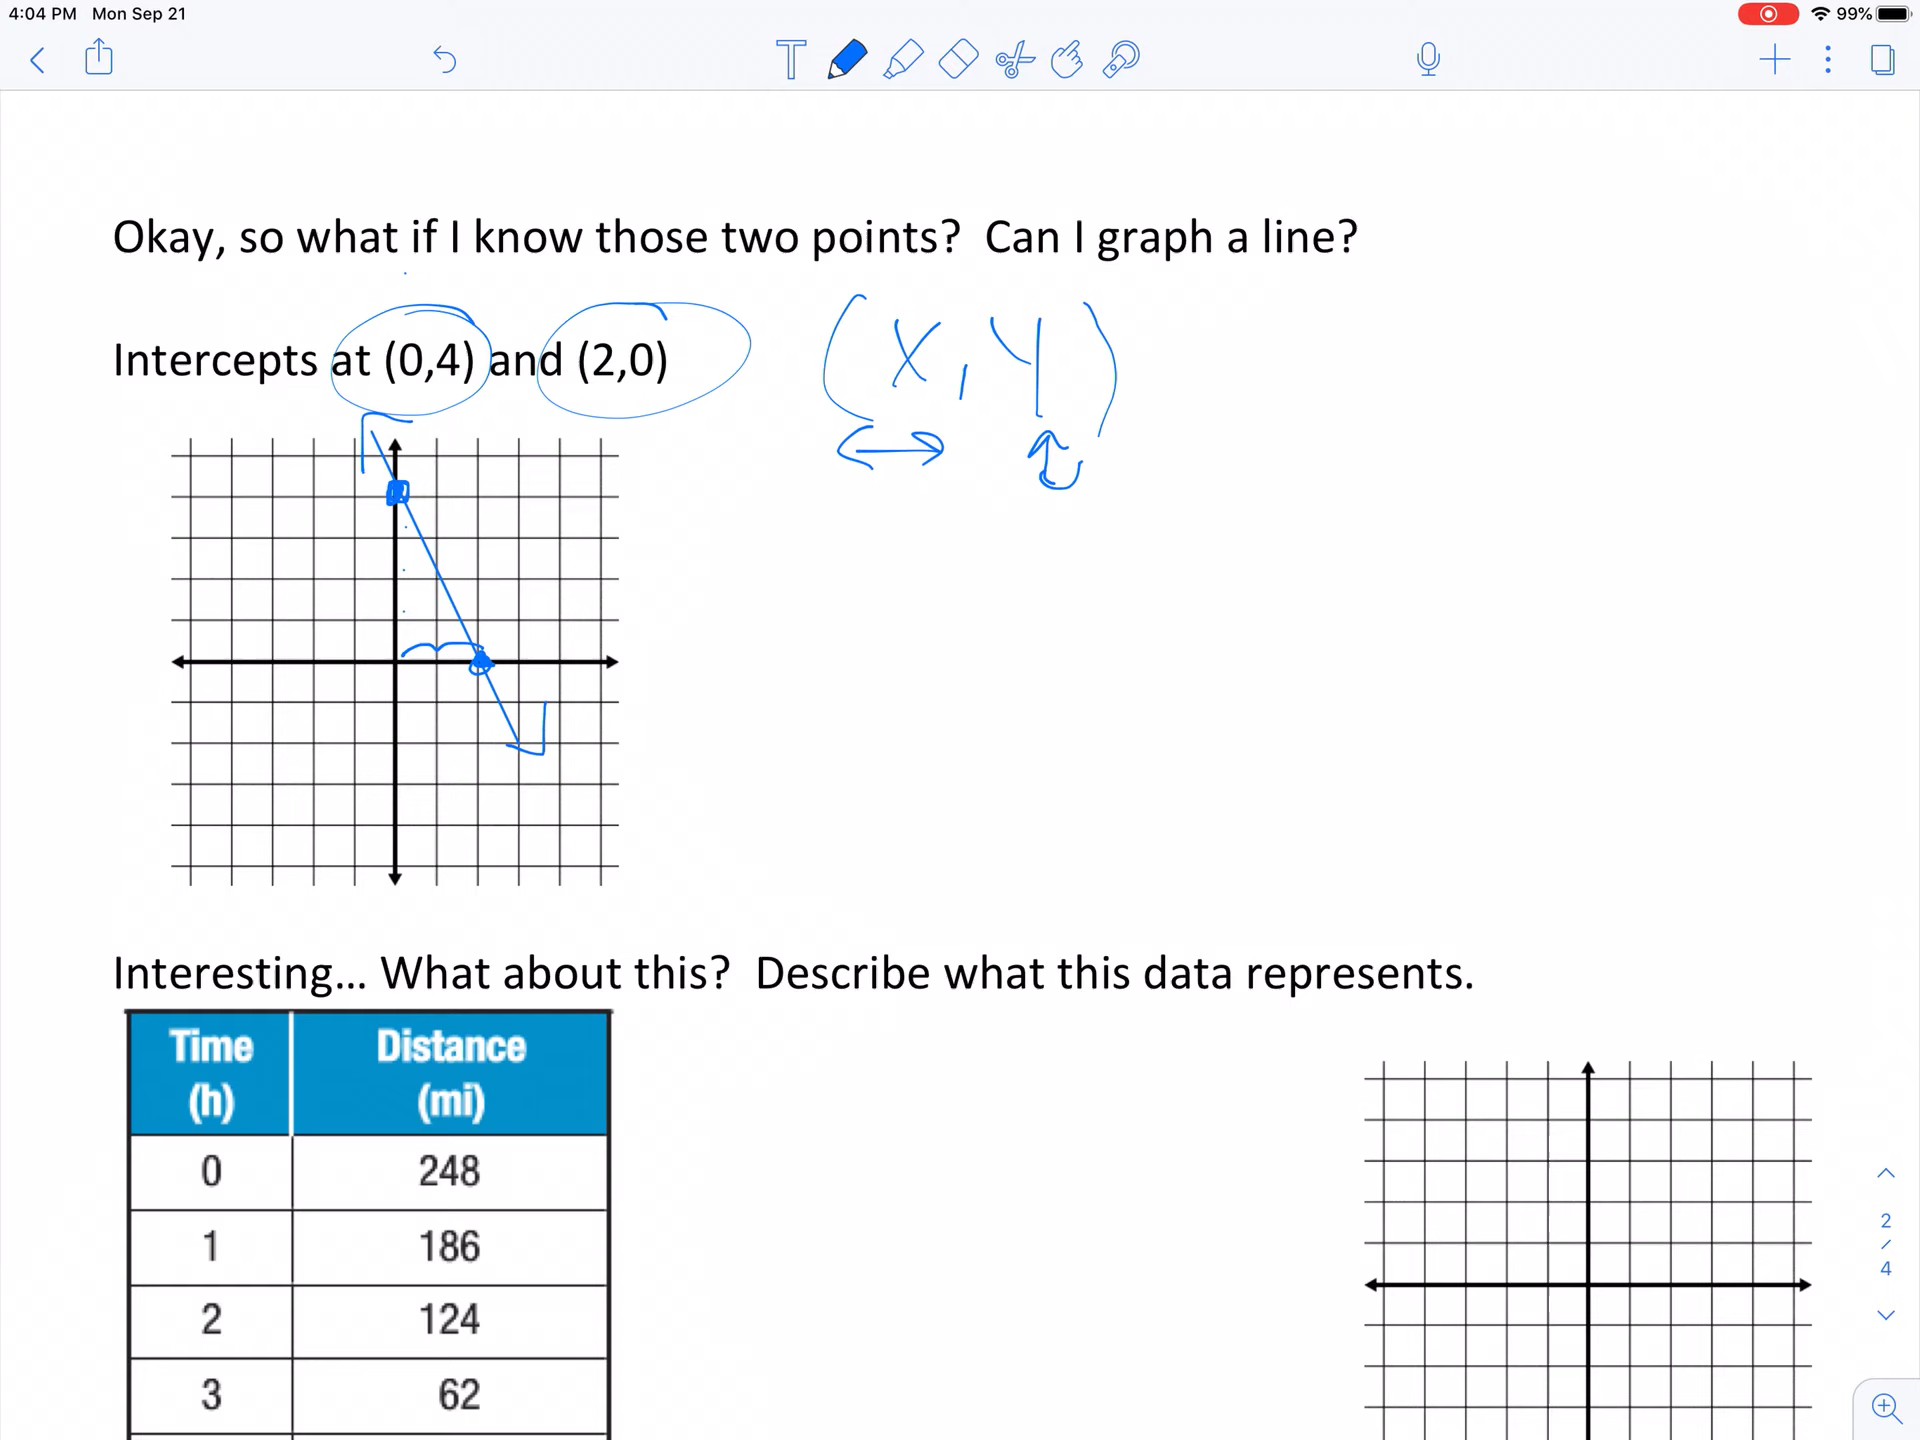 4:04 PM Mon Sep 21
99%
T
Okay, so what if I know those two points? Can I graph a line?
Intercepts at (0,4) and (2,0)
(X, Y)
Interesting... What about this? Describe what this data represents.
Time (h) Distance (mi)
0 248
1 186
2 124
3 62
2 / 4